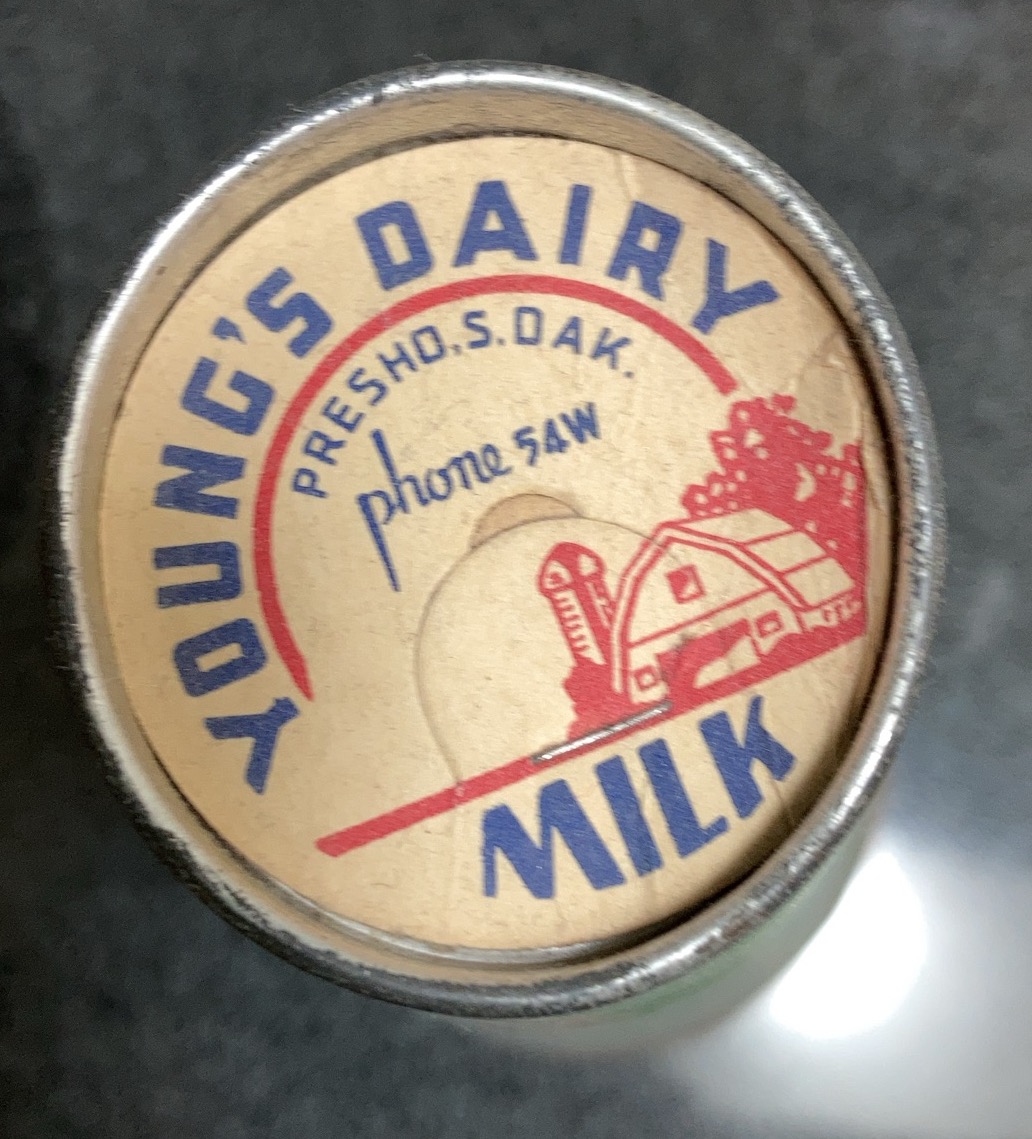 YOUNG'S DAIRY
PRESHO.S.DAK.
phone 54W
MILK